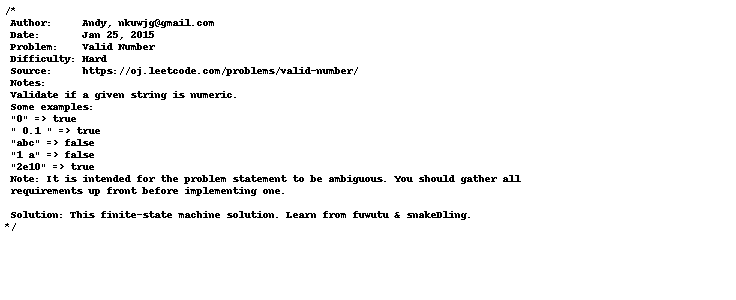 /*
Author: Andy, nkuwjg@gmail.com
Date: Jan 25, 2015
Problem: Valid Number
Difficulty: Hard
Source: https://oj.leetcode.com/problems/valid-number/
Notes:
Validate if a given string is numeric.
Some examples:
"0" => true
" 0.1 " => true
"abc" => false
"1 a" => false
"2e10" => true
Note: It is intended for the problem statement to be ambiguous. You should gather all
requirements up front before implementing one.
Solution: This finite-state machine solution. Learn from fuwutu & snakeDling.
*/